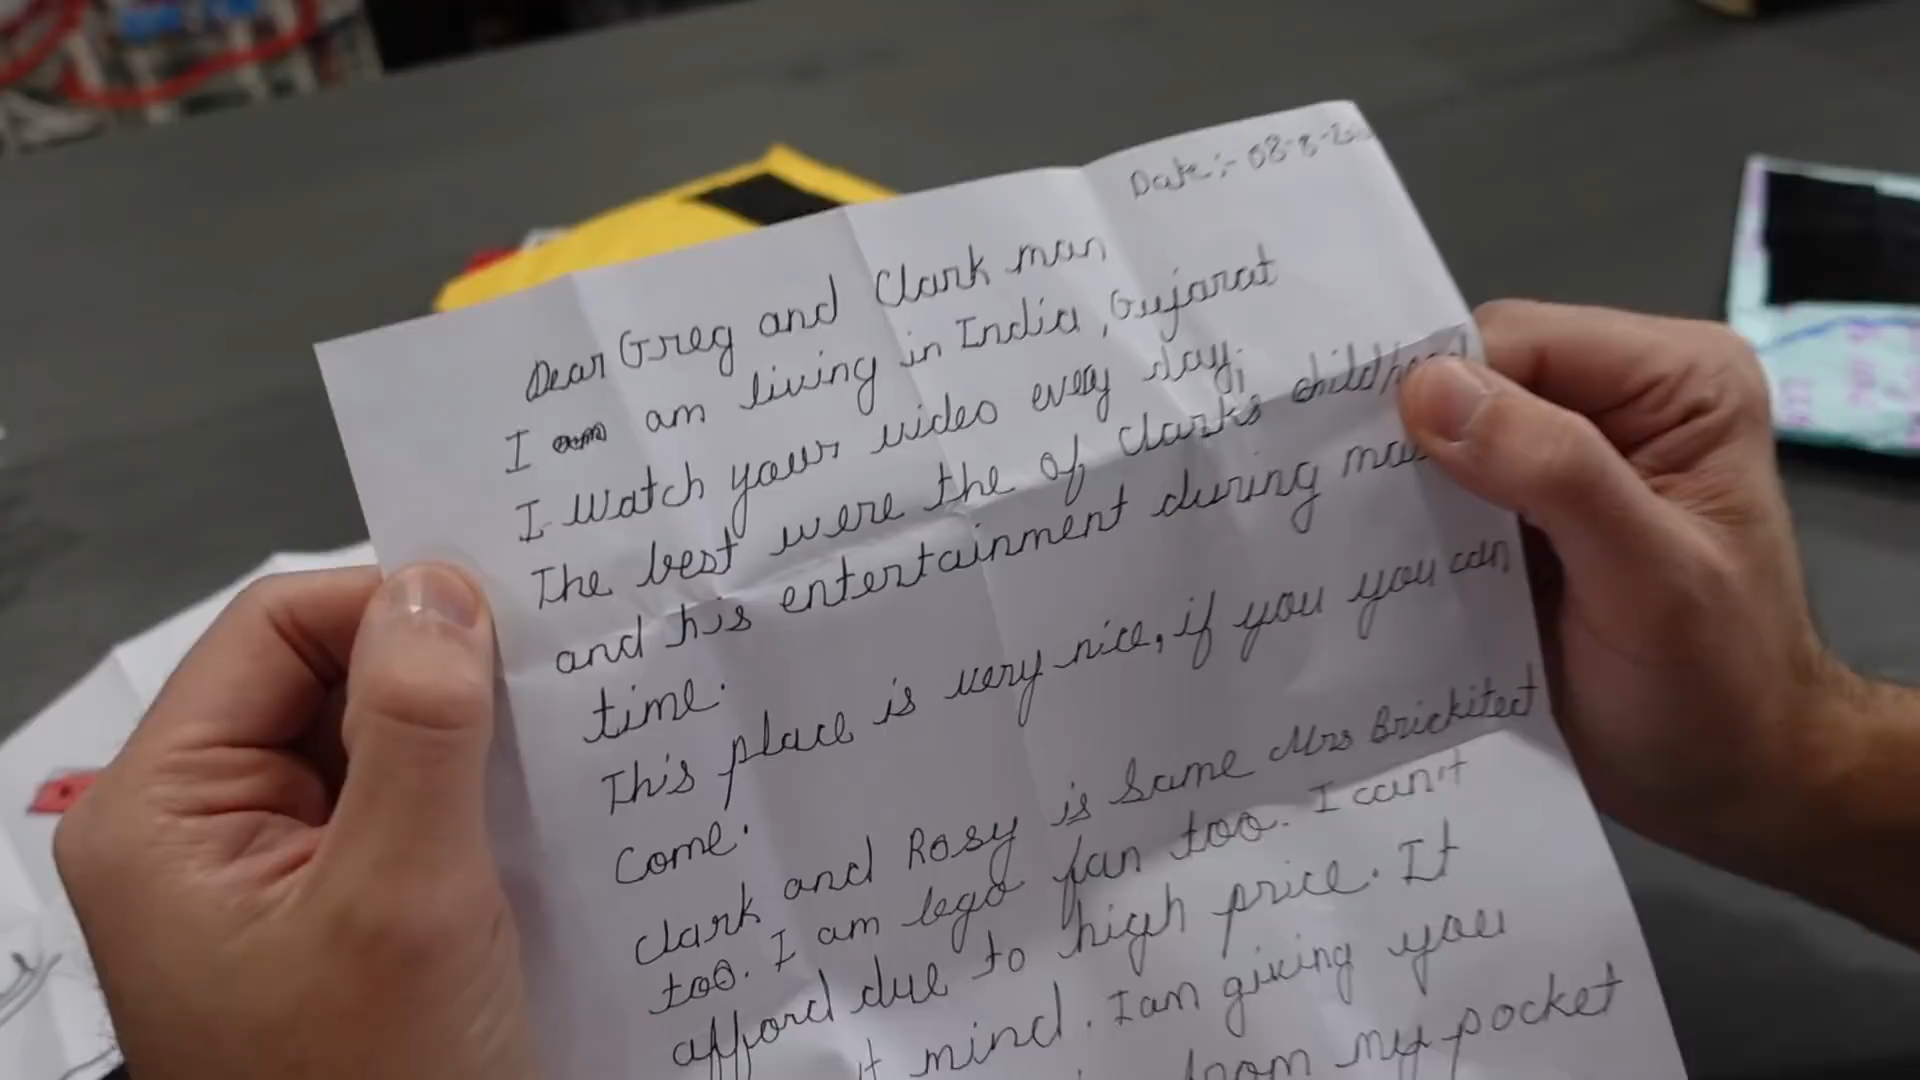 Date:- 08-8-
Dear Greg and Clark man
I am living in India, Gujarat
I watch your video every day,
The best were the of Clark's childhood
and his entertainment during
time.
This place is very nice, if you you can
come.
Clark and Rosy is Same Mrs Brickitect
too. I am lego fan too. I can't
afford due to high price. It
mind. I am giving you
from my pocket